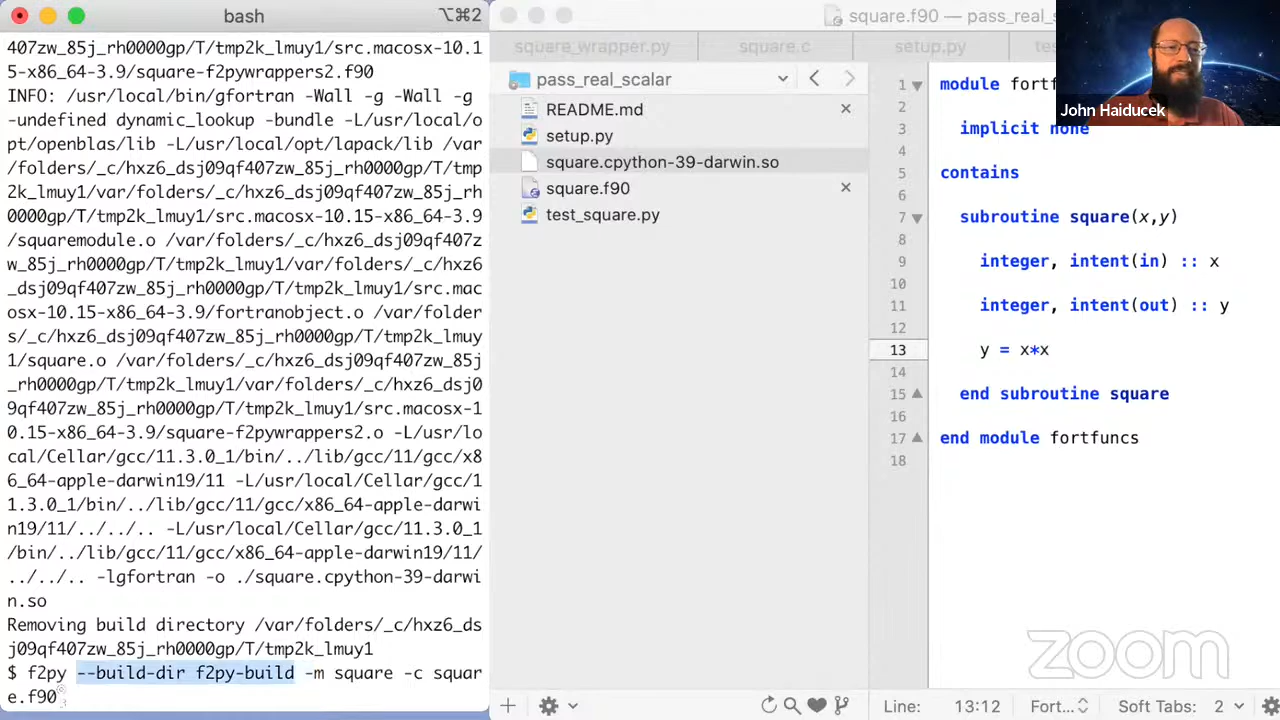 bash
⌥⌘2
407zw_85j_rh0000gp/T/tmp2k_lmuy1/src.macosx-10.1
5-x86_64-3.9/square-f2pywrappers2.f90
INFO: /usr/local/bin/gfortran -Wall -g -Wall -g
-undefined dynamic_lookup -bundle -L/usr/local/o
pt/openblas/lib -L/usr/local/opt/lapack/lib /var
/folders/_c/hxz6_dsj09qf407zw_85j_rh0000gp/T/tmp
2k_lmuy1/var/folders/_c/hxz6_dsj09qf407zw_85j_rh
0000gp/T/tmp2k_lmuy1/src.macosx-10.15-x86_64-3.9
/squaremodule.o /var/folders/_c/hxz6_dsj09qf407z
w_85j_rh0000gp/T/tmp2k_lmuy1/var/folders/_c/hxz6
_dsj09qf407zw_85j_rh0000gp/T/tmp2k_lmuy1/src.mac
osx-10.15-x86_64-3.9/fortranobject.o /var/folder
s/_c/hxz6_dsj09qf407zw_85j_rh0000gp/T/tmp2k_lmuy
1/square.o /var/folders/_c/hxz6_dsj09qf407zw_85j
_rh0000gp/T/tmp2k_lmuy1/var/folders/_c/hxz6_dsj0
9qf407zw_85j_rh0000gp/T/tmp2k_lmuy1/src.macosx-1
0.15-x86_64-3.9/square-f2pywrappers2.o -L/usr/lo
cal/Cellar/gcc/11.3.0_1/bin/../lib/gcc/11/gcc/x8
6_64-apple-darwin19/11 -L/usr/local/Cellar/gcc/1
1.3.0_1/bin/../lib/gcc/11/gcc/x86_64-apple-darwi
n19/11/../../.. -L/usr/local/Cellar/gcc/11.3.0_1
/bin/../lib/gcc/11/gcc/x86_64-apple-darwin19/11/
../../.. -lgfortran -o ./square.cpython-39-darwi
n.so
Removing build directory /var/folders/_c/hxz6_ds
j09qf407zw_85j_rh0000gp/T/tmp2k_lmuy1
$ f2py --build-dir f2py-build -m square -c squar
e.f90
square.f90 — pass_real_s
square_wrapper.py
square.c
setup.py
te
pass_real_scalar
README.md
setup.py
square.cpython-39-darwin.so
square.f90
test_square.py
1 module fortf
2
3 implicit none
4
5 contains
6
7 subroutine square(x,y)
8
9 integer, intent(in) :: x
10
11 integer, intent(out) :: y
12
13 y = x*x
14
15 end subroutine square
16
17 end module fortfuncs
18
John Haiducek
zoom
Line: 13:12 Fort... Soft Tabs: 2